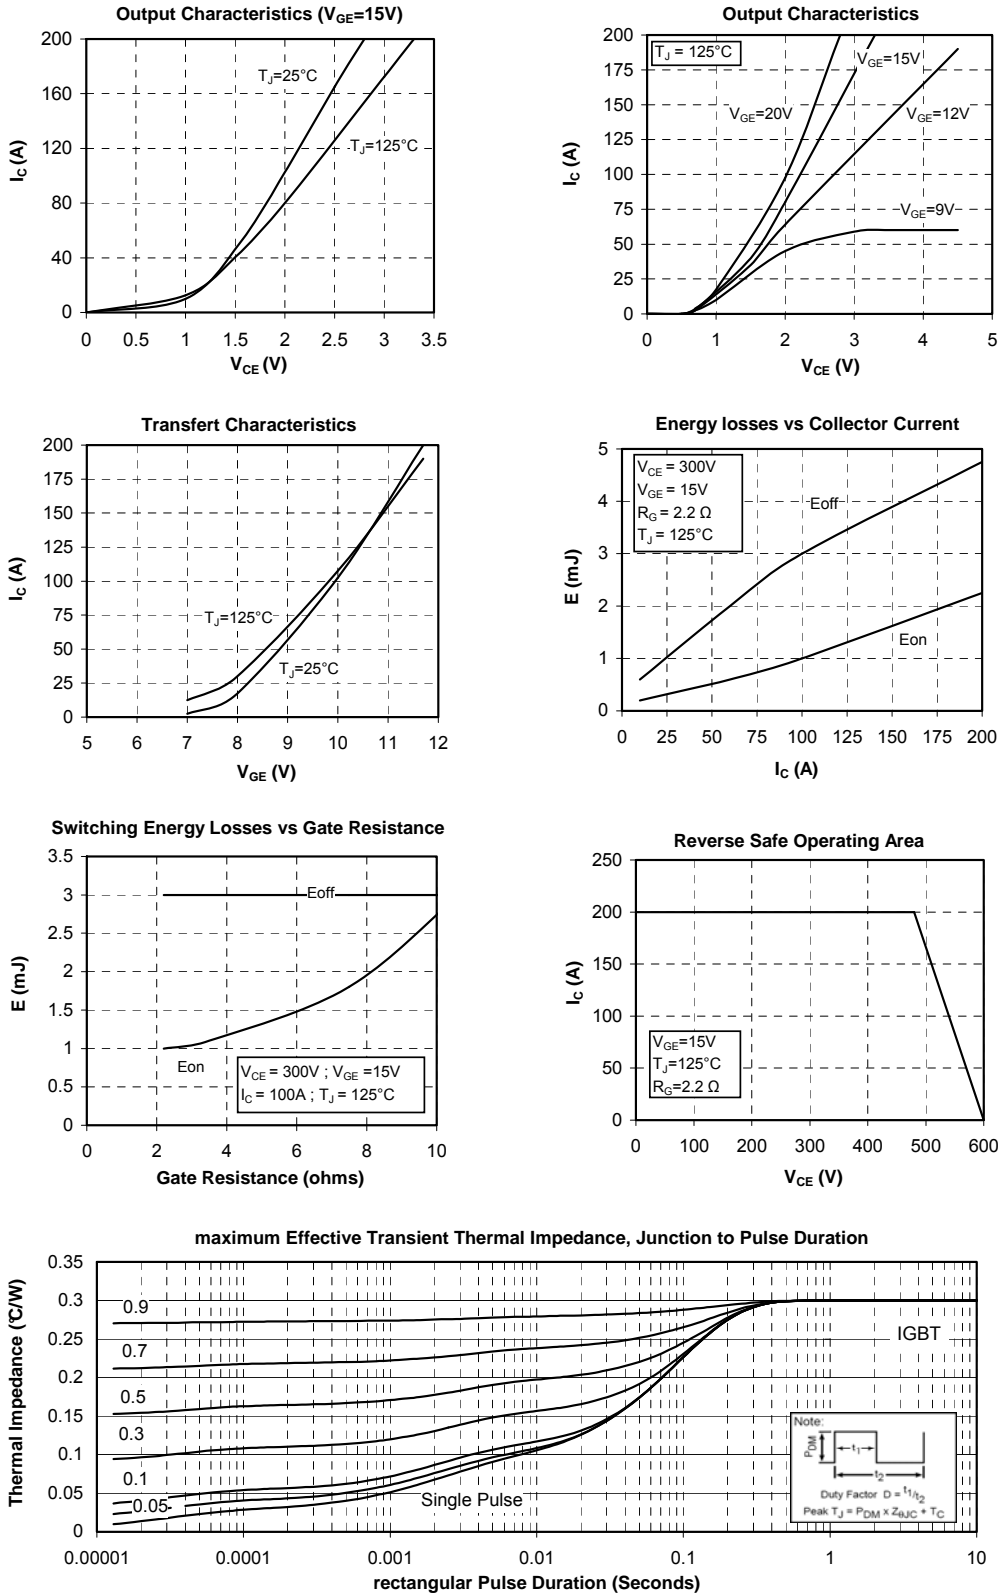 Output Characteristics (VGE=15V)
200
160
120
80
40
0
IC (A)
TJ=25°C
TJ=125°C
0 0.5 1 1.5 2 2.5 3 3.5
VCE (V)
Output Characteristics
200
175
150
125
100
75
50
25
0
IC (A)
TJ = 125°C
VGE=15V
VGE=20V
VGE=12V
VGE=9V
0 1 2 3 4 5
VCE (V)
Transfert Characteristics
200
175
150
125
100
75
50
25
0
IC (A)
TJ=125°C
TJ=25°C
5 6 7 8 9 10 11 12
VGE (V)
Energy losses vs Collector Current
5
4
3
2
1
0
E (mJ)
VCE = 300V
VGE = 15V
RG = 2.2 Ω
TJ = 125°C
Eoff
Eon
0 25 50 75 100 125 150 175 200
IC (A)
Switching Energy Losses vs Gate Resistance
3.5
3
2.5
2
1.5
1
0.5
0
E (mJ)
Eoff
Eon
VCE = 300V ; VGE =15V
IC = 100A ; TJ = 125°C
0 2 4 6 8 10
Gate Resistance (ohms)
Reverse Safe Operating Area
250
200
150
100
50
0
IC (A)
VGE=15V
TJ=125°C
RG=2.2 Ω
0 100 200 300 400 500 600
VCE (V)
maximum Effective Transient Thermal Impedance, Junction to Pulse Duration
0.35
0.3
0.25
0.2
0.15
0.1
0.05
0
Thermal Impedance (°C/W)
0.9
0.7
0.5
0.3
0.1
0.05
Single Pulse
IGBT
Note:
PDM
t1
t2
Duty Factor D = t1/t2
Peak TJ = PDM x ZθJC + TC
0.00001 0.0001 0.001 0.01 0.1 1 10
rectangular Pulse Duration (Seconds)